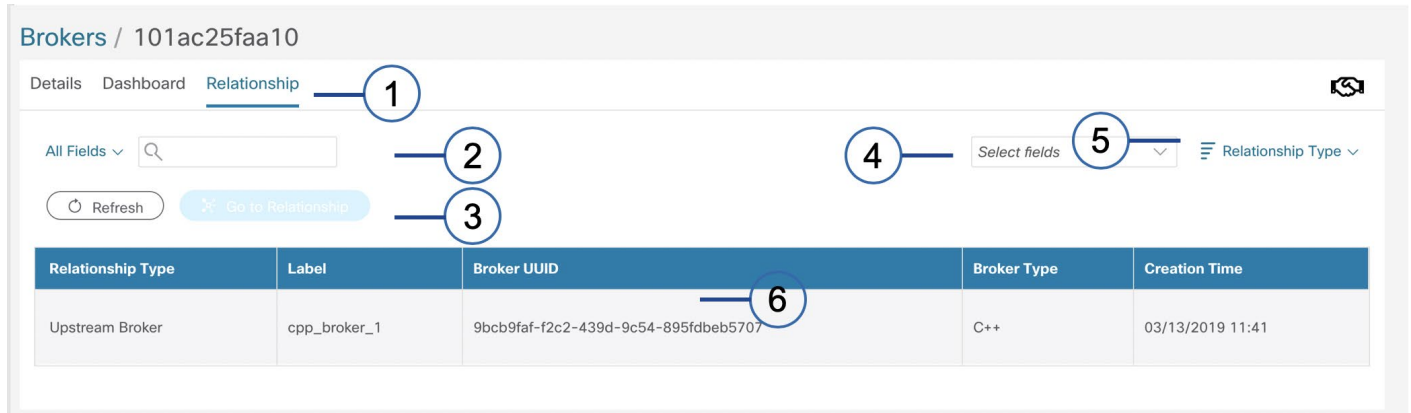 Brokers / 101ac25faa10
Details Dashboard Relationship
1
All Fields
2
4
Select fields
5
Relationship Type
Refresh
Go to Relationship
3
Relationship Type Label Broker UUID Broker Type Creation Time
6
Upstream Broker cpp_broker_1 9bcb9faf-f2c2-439d-9c54-895fdbeb5707 C++ 03/13/2019 11:41